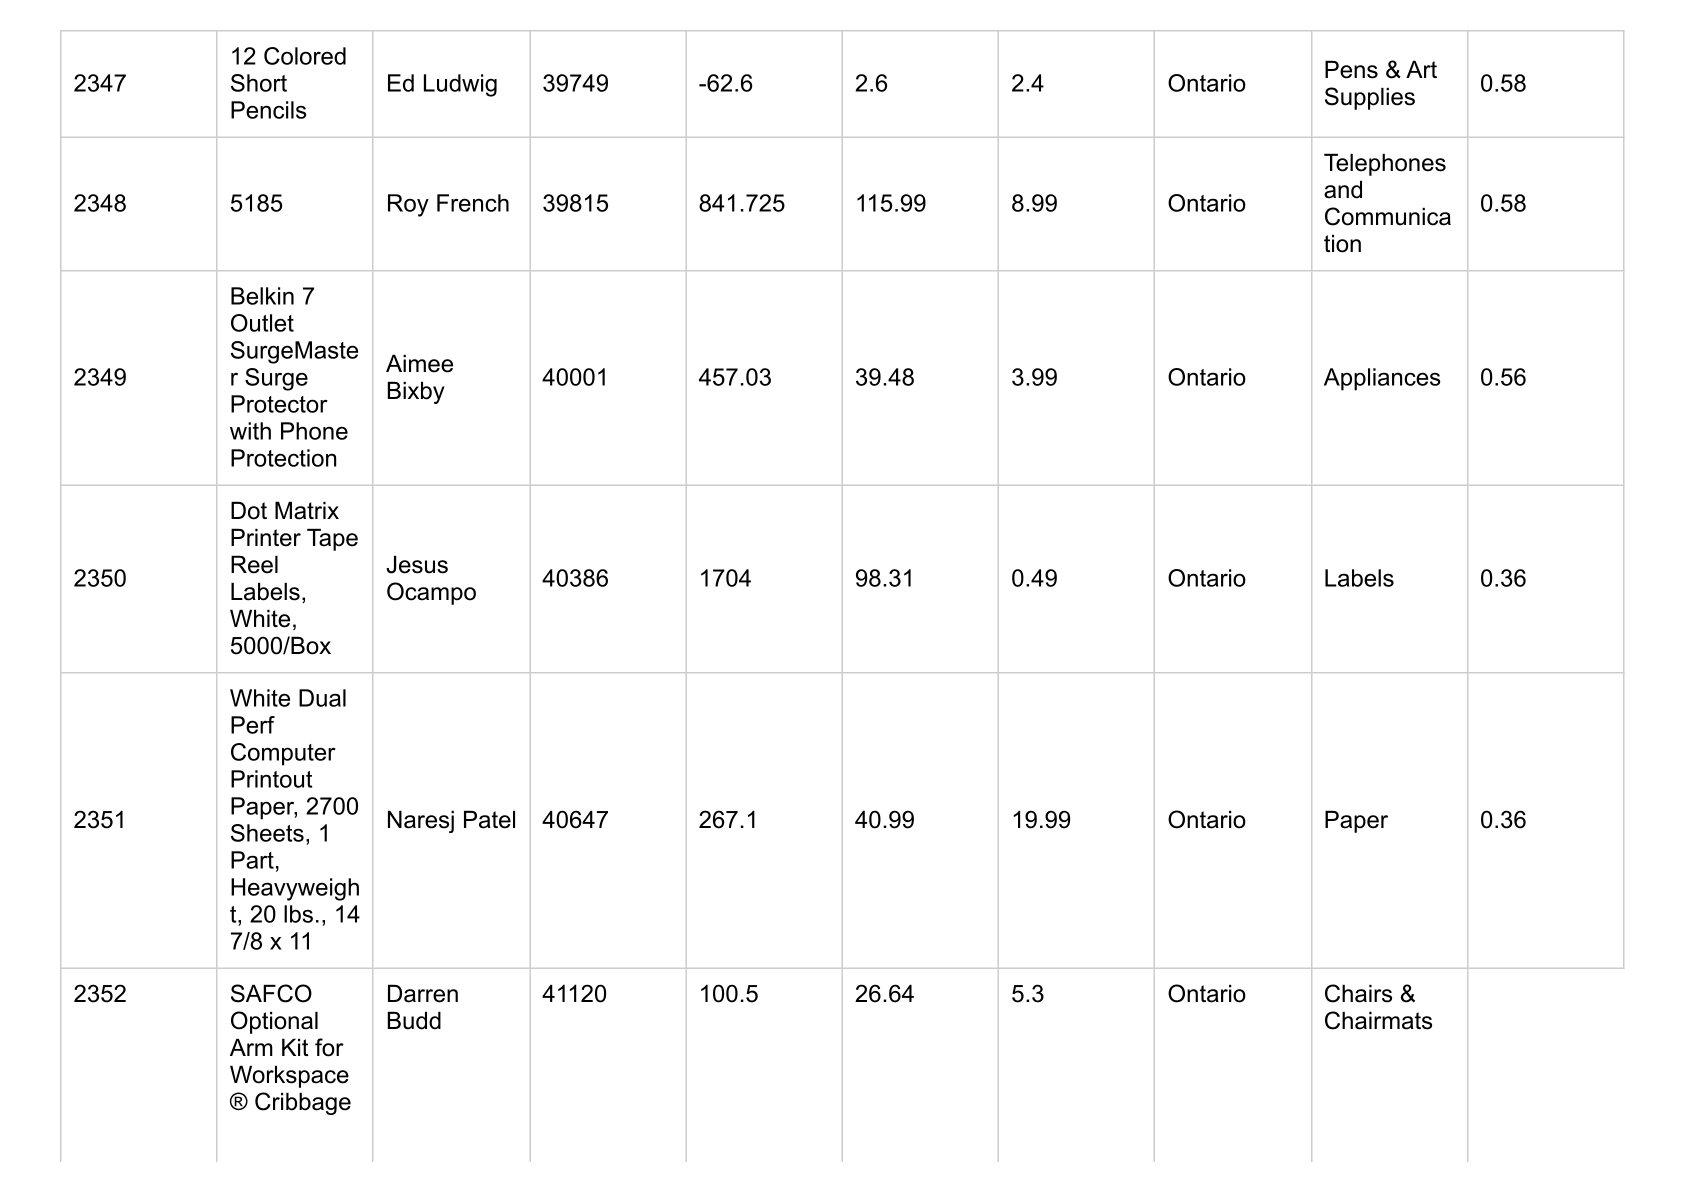 2347
12 Colored
Short
Pencils
Ed Ludwig
39749
-62.6
2.6
2.4
Ontario
Pens & Art
Supplies
0.58
2348
5185
Roy French
39815
841.725
115.99
8.99
Ontario
Telephones
and
Communica
tion
0.58
2349
Belkin 7
Outlet
SurgeMaste
r Surge
Protector
with Phone
Protection
Aimee
Bixby
40001
457.03
39.48
3.99
Ontario
Appliances
0.56
2350
Dot Matrix
Printer Tape
Reel
Labels,
White,
5000/Box
Jesus
Ocampo
40386
1704
98.31
0.49
Ontario
Labels
0.36
2351
White Dual
Perf
Computer
Printout
Paper, 2700
Sheets, 1
Part,
Heavyweigh
t, 20 lbs., 14
7/8 x 11
Naresj Patel
40647
267.1
40.99
19.99
Ontario
Paper
0.36
2352
SAFCO
Optional
Arm Kit for
Workspace
® Cribbage
Darren
Budd
41120
100.5
26.64
5.3
Ontario
Chairs &
Chairmats